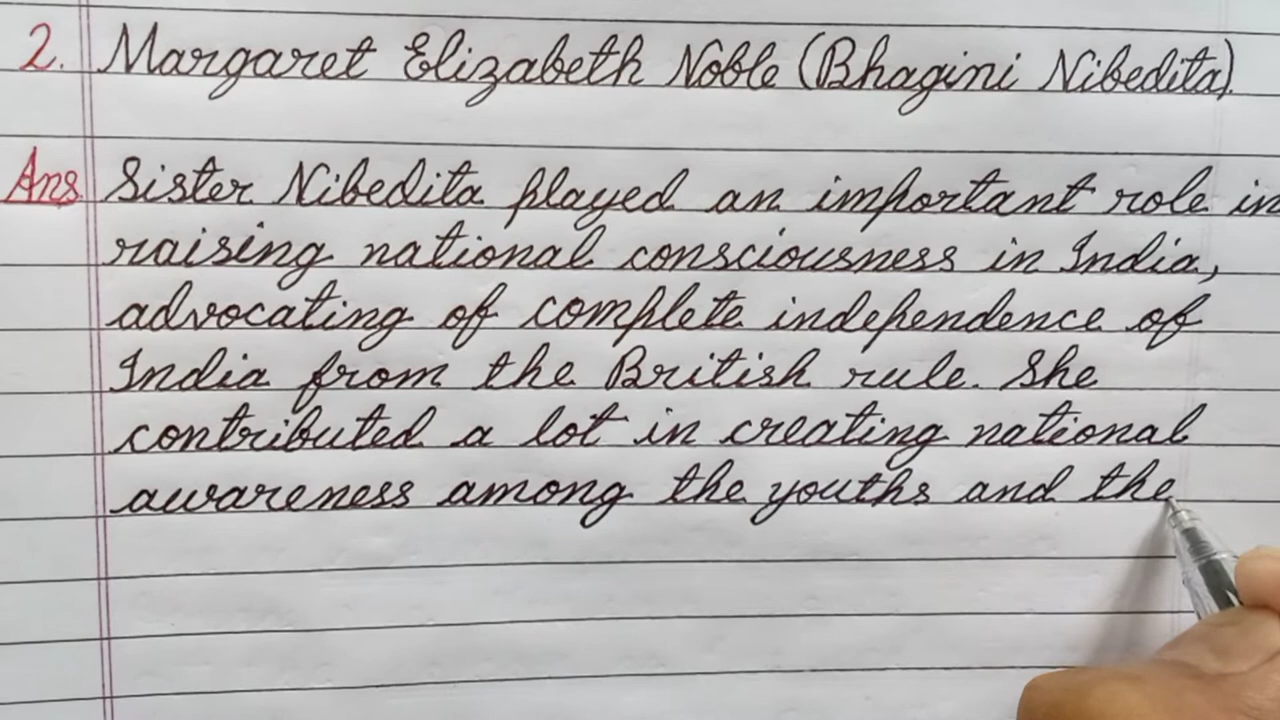 2. Margaret Elizabeth Noble (Bhagini Nibedita).
Ans Sister Nibedita played an important role in
raising national consciousness in India,
advocating of complete independence of
India from the British rule. She
contributed a lot in creating national
awareness among the youths and the